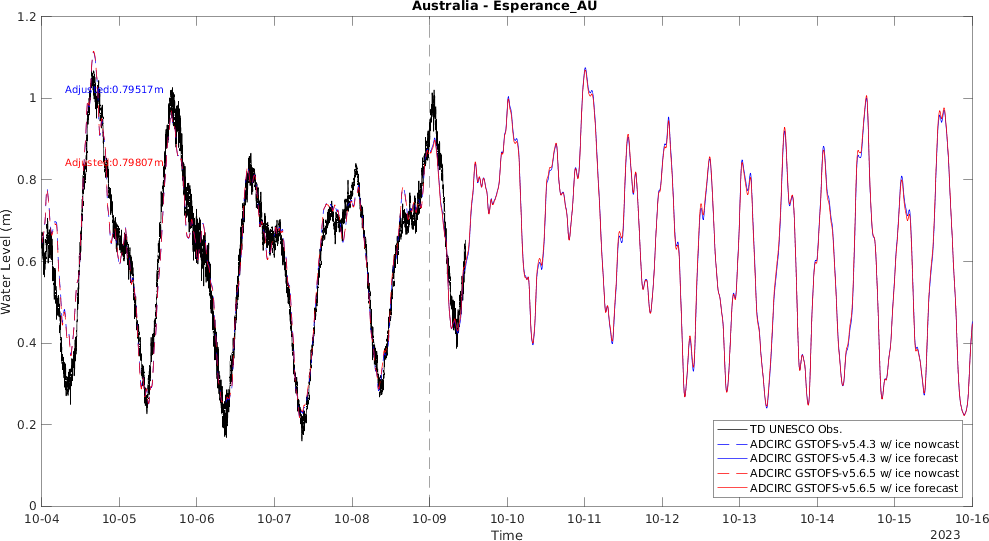 Australia - Esperance_AU
1.2
1
0.8
0.6
0.4
0.2
0
Water Level (m)
Adjusted:0.79517m
Adjusted:0.79807m
TD UNESCO Obs.
ADCIRC GSTOFS-v5.4.3 w/ ice nowcast
ADCIRC GSTOFS-v5.4.3 w/ ice forecast
ADCIRC GSTOFS-v5.6.5 w/ ice nowcast
ADCIRC GSTOFS-v5.6.5 w/ ice forecast
10-04 10-05 10-06 10-07 10-08 10-09 10-10 10-11 10-12 10-13 10-14 10-15 10-16
Time
2023